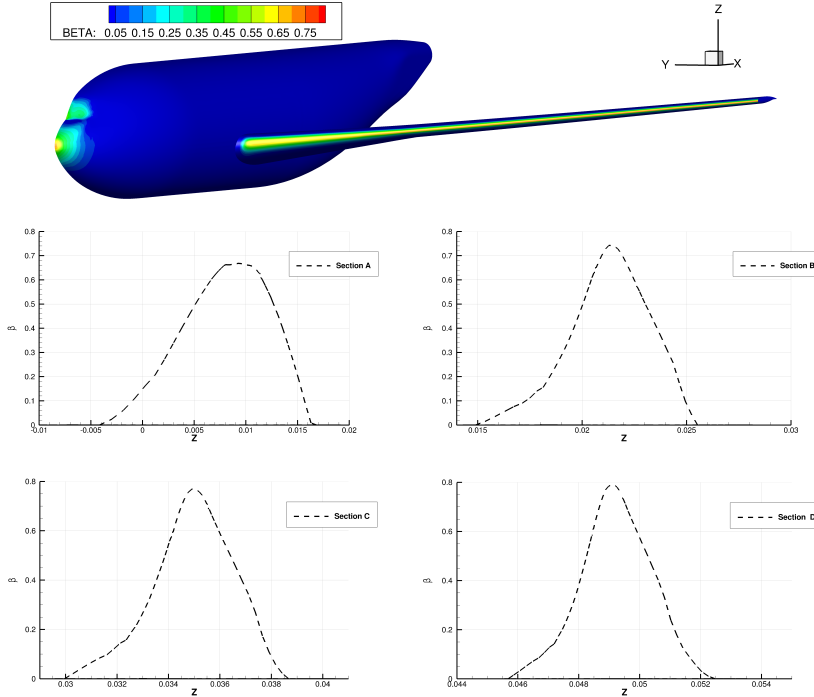 BETA: 0.05 0.15 0.25 0.35 0.45 0.55 0.65 0.75
Z
Y
X
0.8
0.7
0.6
0.5
0.4
0.3
0.2
0.1
0
β
-0.01 -0.005 0 0.005 0.01 0.015 0.02
Z
Section A
0.8
0.7
0.6
0.5
0.4
0.3
0.2
0.1
0
β
0.015 0.02 0.025 0.03
Z
Section B
0.8
0.6
0.4
0.2
0
β
0.03 0.032 0.034 0.036 0.038 0.04
Z
Section C
0.8
0.6
0.4
0.2
0
β
0.044 0.046 0.048 0.05 0.052 0.054
Z
Section D